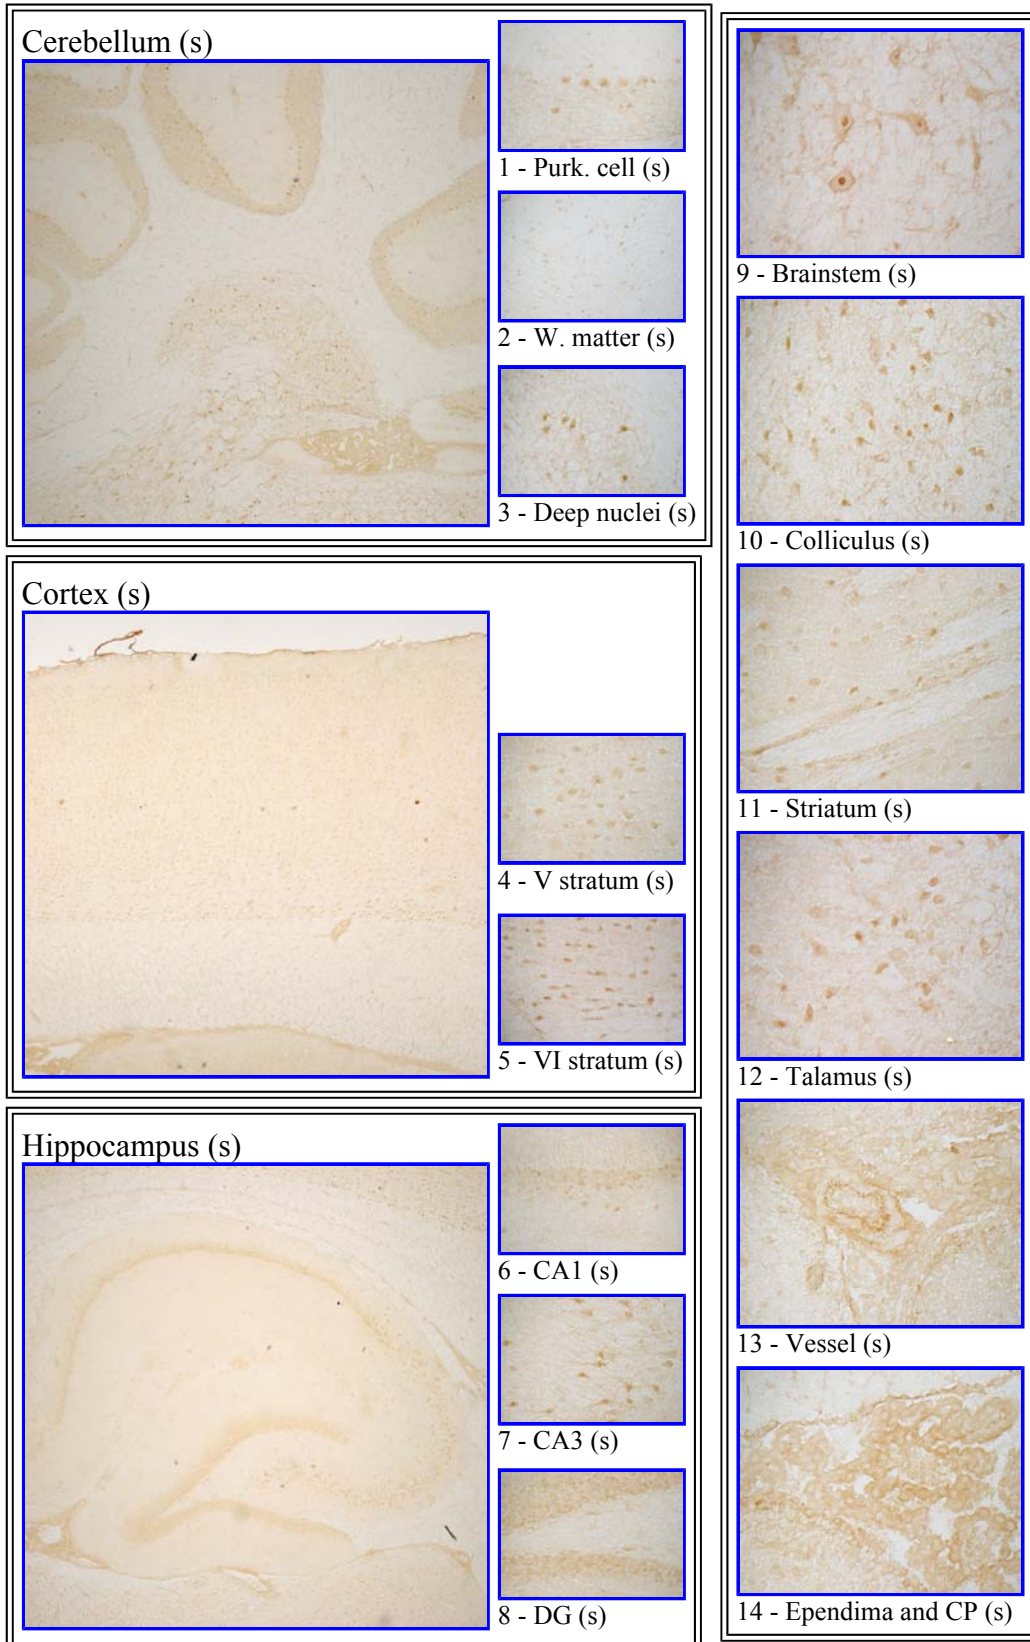 Cerebellum (s)
1 - Purk. cell (s)
2 - W. matter (s)
3 - Deep nuclei (s)
Cortex (s)
4 - V stratum (s)
5 - VI stratum (s)
Hippocampus (s)
6 - CA1 (s)
7 - CA3 (s)
8 - DG (s)
9 - Brainstem (s)
10 - Colliculus (s)
11 - Striatum (s)
12 - Talamus (s)
13 - Vessel (s)
14 - Ependima and CP (s)